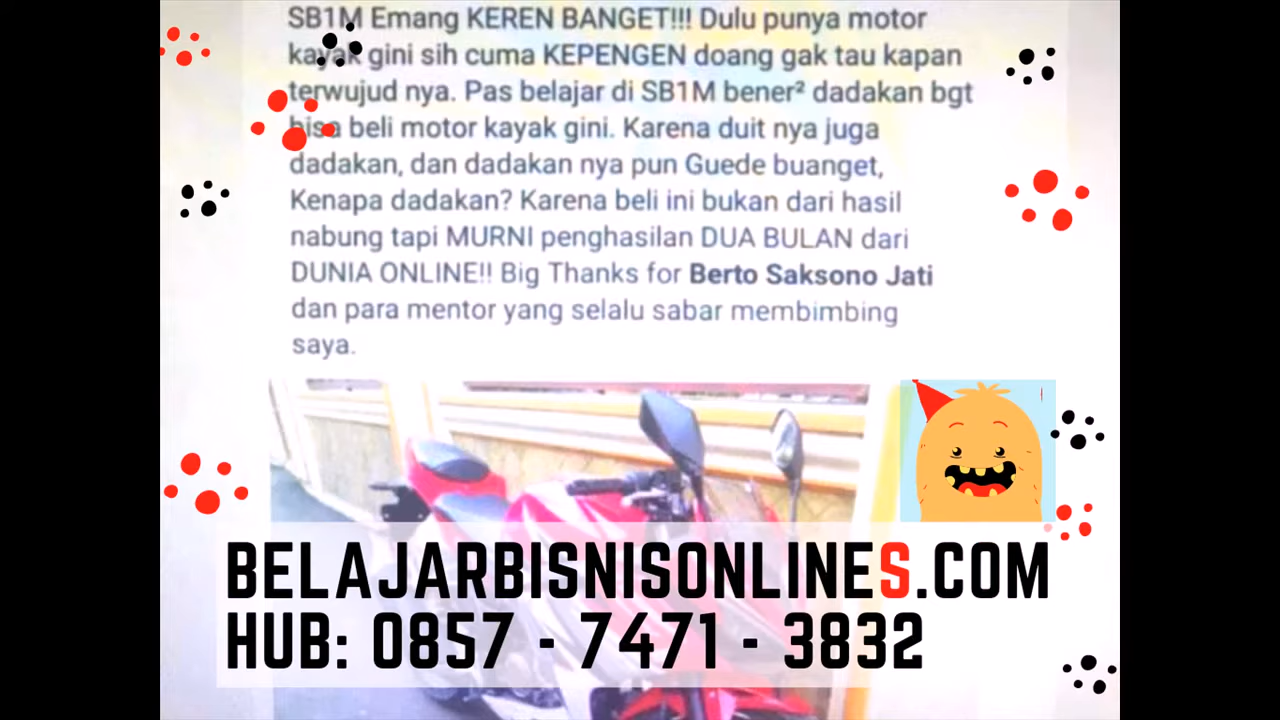 SB1M Emang KEREN BANGET!!! Dulu punya motor
kayak gini sih cuma KEPENGEN doang gak tau kapan
terwujud nya. Pas belajar di SB1M bener² dadakan bgt
bisa beli motor kayak gini. Karena duit nya juga
dadakan, dan dadakan nya pun Guede buanget,
Kenapa dadakan? Karena beli ini bukan dari hasil
nabung tapi MURNI penghasilan DUA BULAN dari
DUNIA ONLINE!! Big Thanks for Berto Saksono Jati
dan para mentor yang selalu sabar membimbing
saya.
BELAJARBISNISONLINES.COM
HUB: 0857 - 7471 - 3832